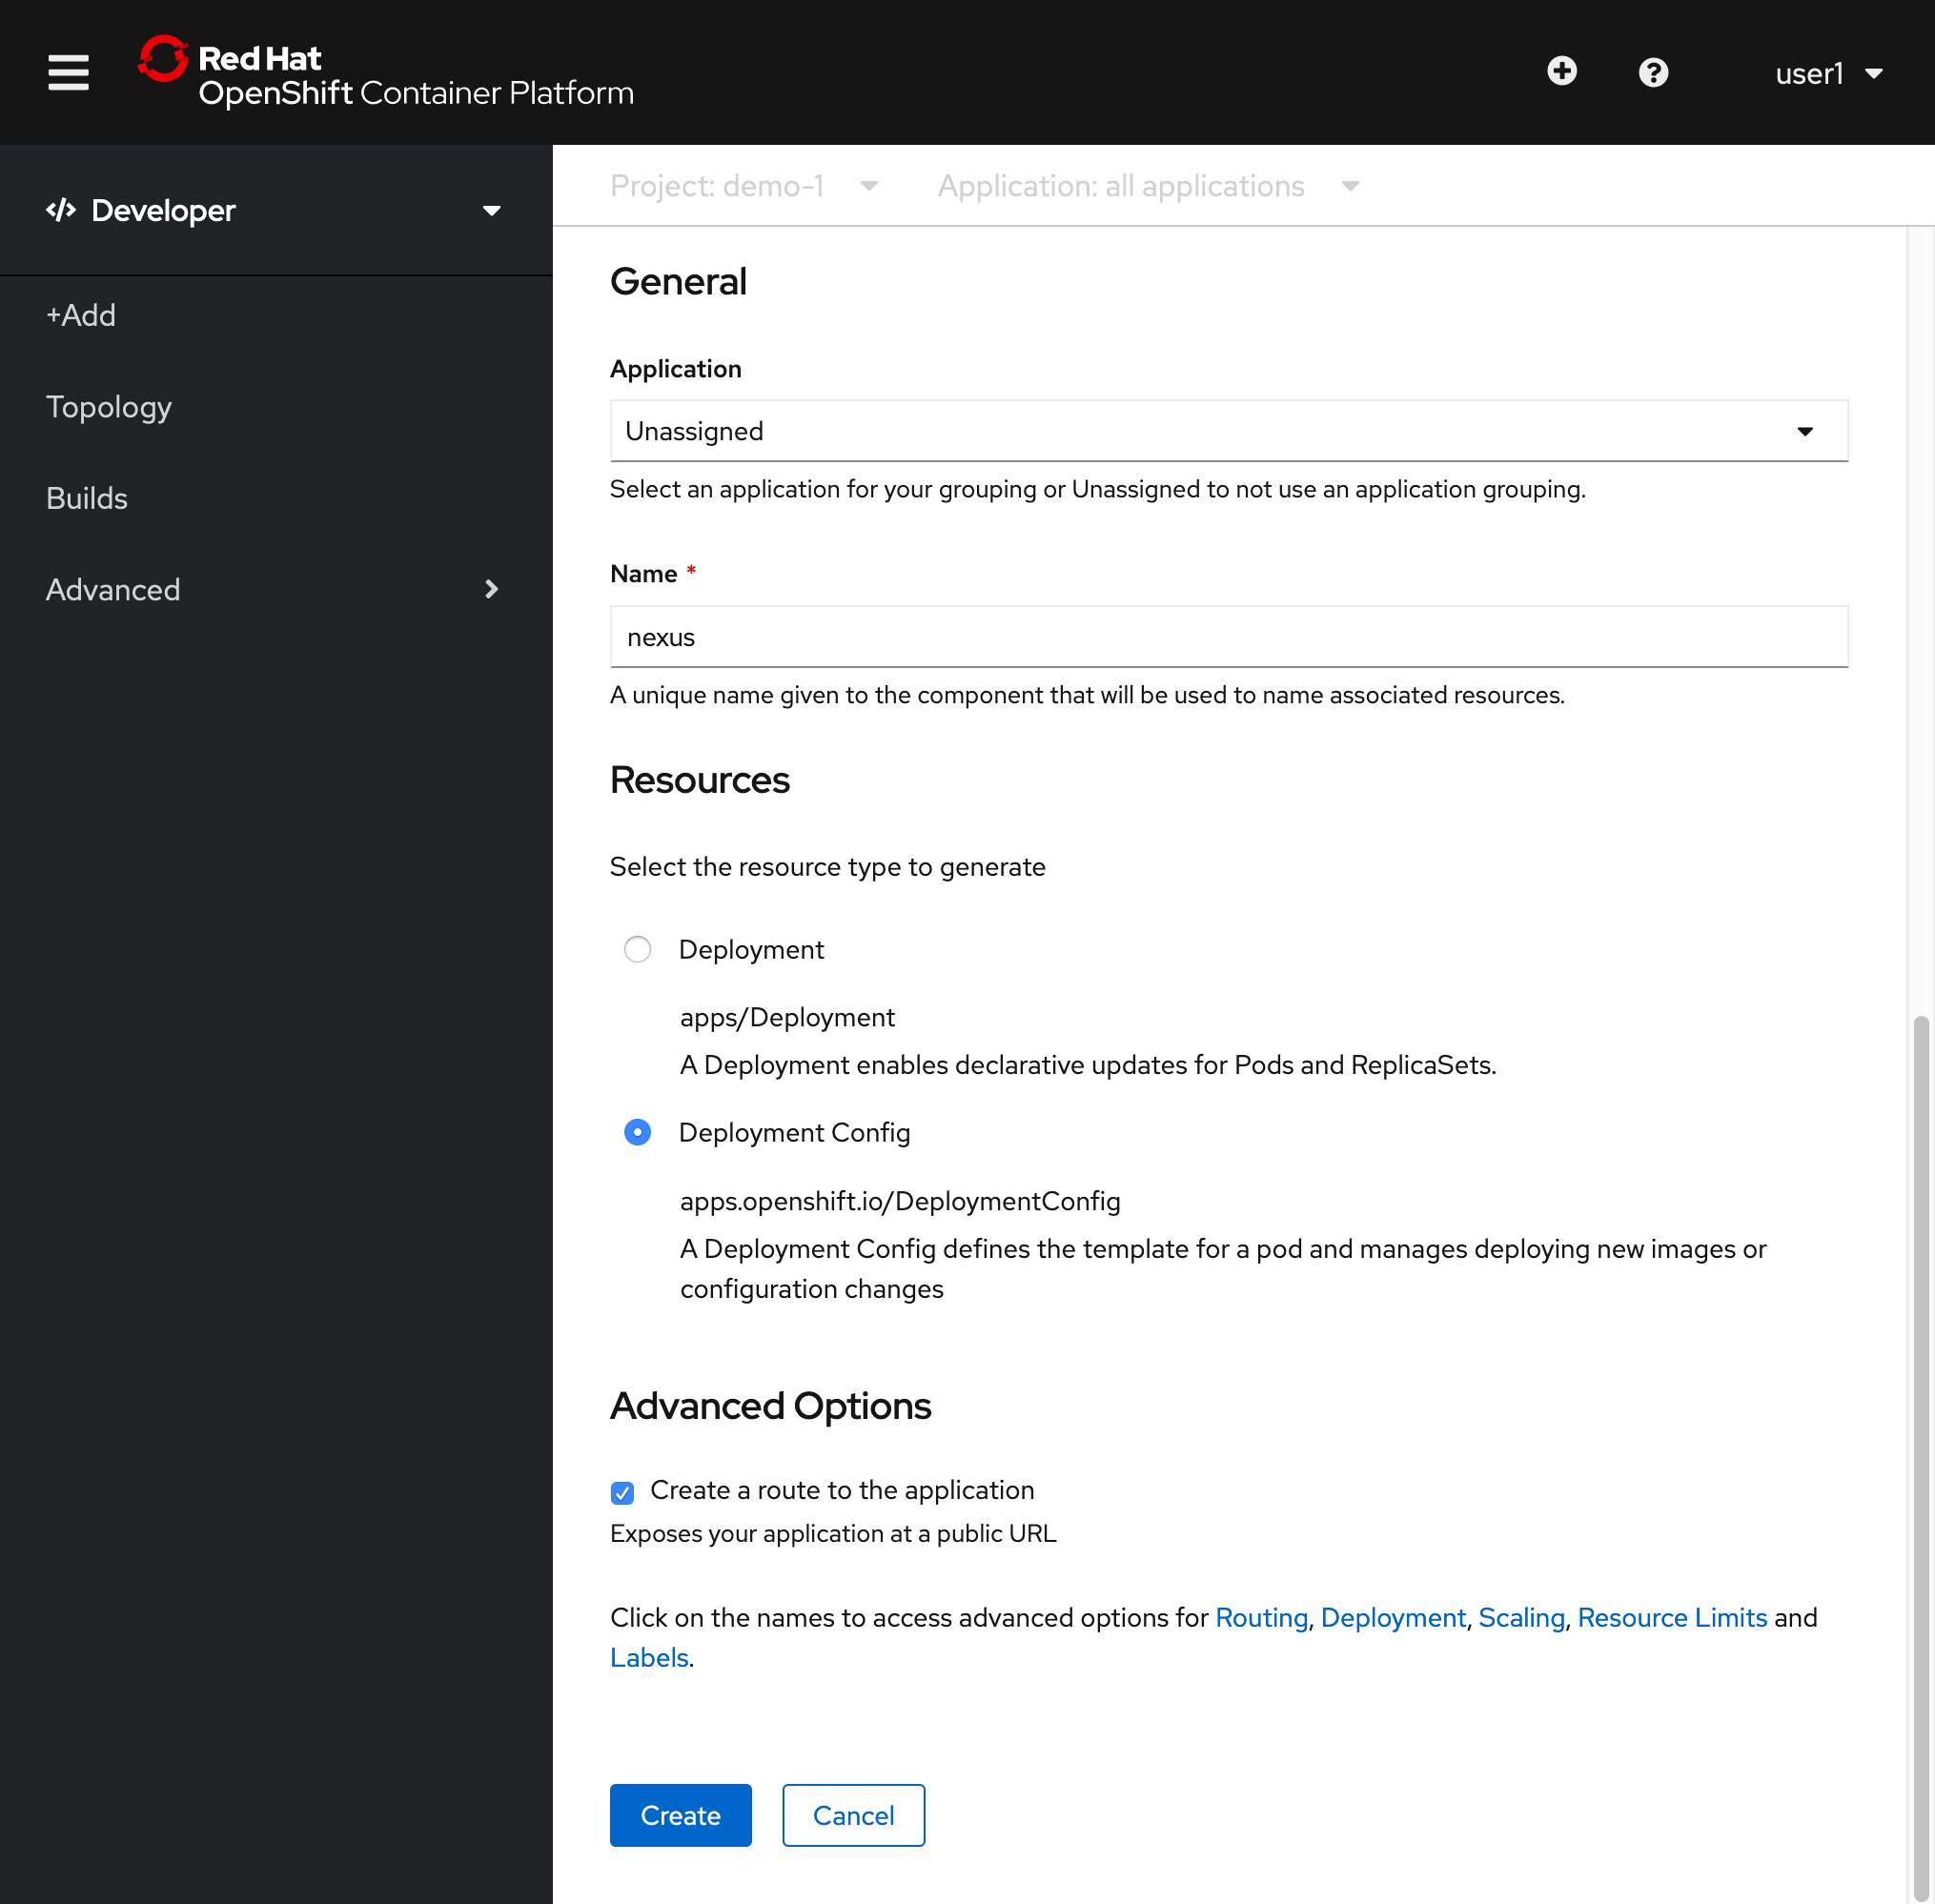 Red Hat
OpenShift Container Platform
user1
Developer
+Add
Topology
Builds
Advanced
Project: demo-1
Application: all applications
General
Application
Unassigned
Select an application for your grouping or Unassigned to not use an application grouping.
Name *
nexus
A unique name given to the component that will be used to name associated resources.
Resources
Select the resource type to generate
Deployment
apps/Deployment
A Deployment enables declarative updates for Pods and ReplicaSets.
Deployment Config
apps.openshift.io/DeploymentConfig
A Deployment Config defines the template for a pod and manages deploying new images or
configuration changes
Advanced Options
Create a route to the application
Exposes your application at a public URL
Click on the names to access advanced options for Routing, Deployment, Scaling, Resource Limits and
Labels.
Create
Cancel